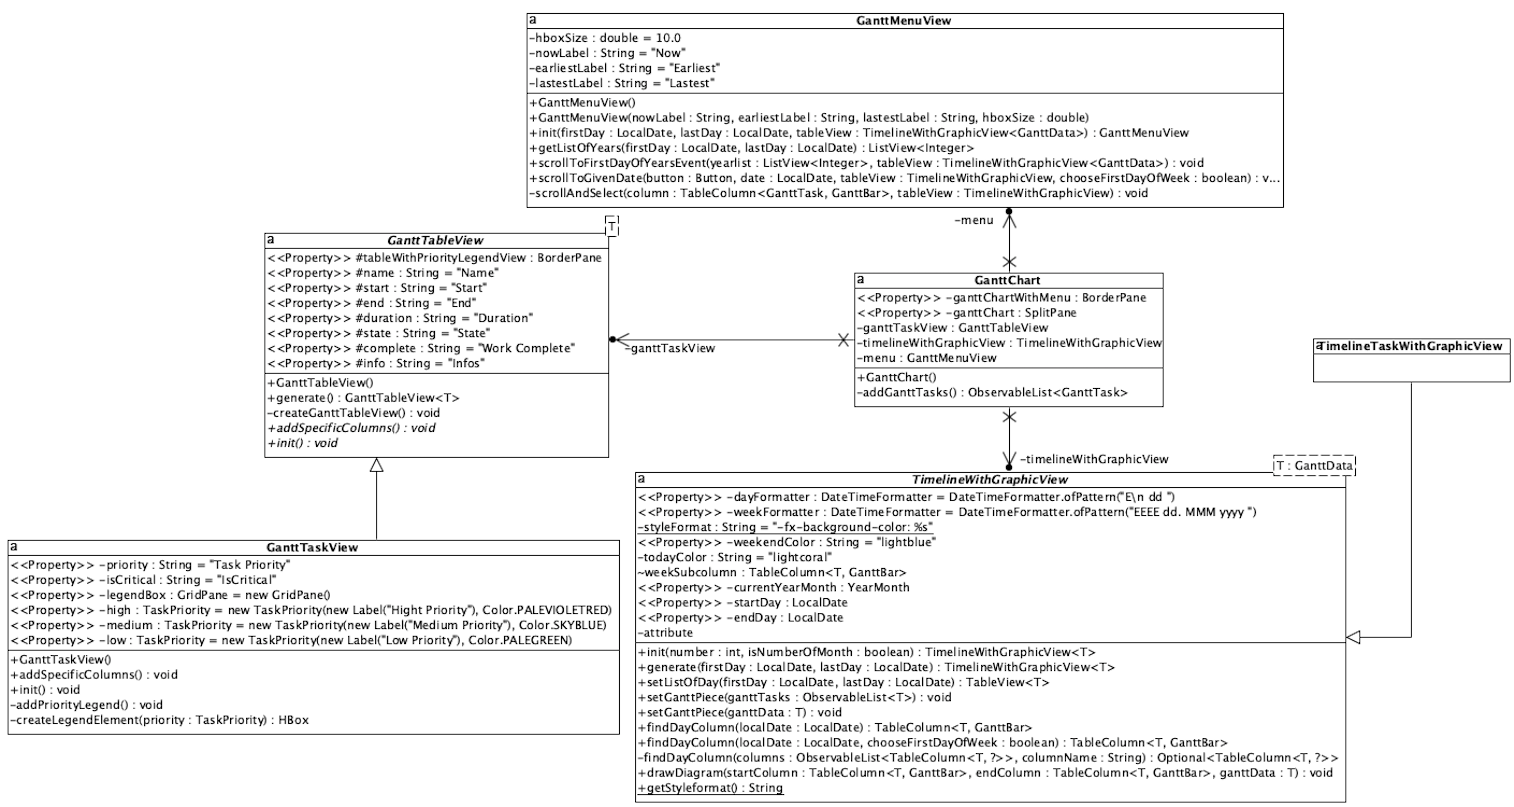 a
GanttMenuView
-hboxSize : double = 10.0
-nowLabel : String = "Now"
-earliestLabel : String = "Earliest"
-lastestLabel : String = "Lastest"
+GanttMenuView()
+GanttMenuView(nowLabel : String, earliestLabel : String, lastestLabel : String, hboxSize : double)
+init(firstDay : LocalDate, lastDay : LocalDate, tableView : TimelineWithGraphicView<GanttData>) : GanttMenuView
+getListOfYears(firstDay : LocalDate, lastDay : LocalDate) : ListView<Integer>
+scrollToFirstDayOfYearsEvent(yearlist : ListView<Integer>, tableView : TimelineWithGraphicView<GanttData>) : void
+scrollToGivenDate(button : Button, date : LocalDate, tableView : TimelineWithGraphicView, chooseFirstDayOfWeek : boolean) : v...
-scrollAndSelect(column : TableColumn<GanttTask, GanttBar>, tableView : TimelineWithGraphicView) : void
-menu
T
a
GanttTableView
<<Property>> #tableWithPriorityLegendView : BorderPane
<<Property>> #name : String = "Name"
<<Property>> #start : String = "Start"
<<Property>> #end : String = "End"
<<Property>> #duration : String = "Duration"
<<Property>> #state : String = "State"
<<Property>> #complete : String = "Work Complete"
<<Property>> #info : String = "Infos"
+GanttTableView()
+generate() : GanttTableView<T>
-createGanttTableView() : void
+addSpecificColumns() : void
+init() : void
-ganttTaskView
a
GanttChart
<<Property>> -ganttChartWithMenu : BorderPane
<<Property>> -ganttChart : SplitPane
-ganttTaskView : GanttTableView
-timelineWithGraphicView : TimelineWithGraphicView
-menu : GanttMenuView
+GanttChart()
-addGanttTasks() : ObservableList<GanttTask>
a
TimelineTaskWithGraphicView
-timelineWithGraphicView
T : GanttData
a
TimelineWithGraphicView
<<Property>> -dayFormatter : DateTimeFormatter = DateTimeFormatter.ofPattern("E\n dd ")
<<Property>> -weekFormatter : DateTimeFormatter = DateTimeFormatter.ofPattern("EEEE dd. MMM yyyy ")
-styleFormat : String = "-fx-background-color: %s"
<<Property>> -weekendColor : String = "lightblue"
-todayColor : String = "lightcoral"
~weekSubcolumn : TableColumn<T, GanttBar>
<<Property>> -currentYearMonth : YearMonth
<<Property>> -startDay : LocalDate
<<Property>> -endDay : LocalDate
-attribute
+init(number : int, isNumberOfMonth : boolean) : TimelineWithGraphicView<T>
+generate(firstDay : LocalDate, lastDay : LocalDate) : TimelineWithGraphicView<T>
+setListOfDay(firstDay : LocalDate, lastDay : LocalDate) : TableView<T>
+setGanttPiece(ganttTasks : ObservableList<T>) : void
+setGanttPiece(ganttData : T) : void
+findDayColumn(localDate : LocalDate) : TableColumn<T, GanttBar>
+findDayColumn(localDate : LocalDate, chooseFirstDayOfWeek : boolean) : TableColumn<T, GanttBar>
-findDayColumn(columns : ObservableList<TableColumn<T, ?>>, columnName : String) : Optional<TableColumn<T, ?>>
+drawDiagram(startColumn : TableColumn<T, GanttBar>, endColumn : TableColumn<T, GanttBar>, ganttData : T) : void
+getStyleformat() : String
a
GanttTaskView
<<Property>> -priority : String = "Task Priority"
<<Property>> -isCritical : String = "IsCritical"
<<Property>> -legendBox : GridPane = new GridPane()
<<Property>> -high : TaskPriority = new TaskPriority(new Label("Hight Priority"), Color.PALEVIOLETRED)
<<Property>> -medium : TaskPriority = new TaskPriority(new Label("Medium Priority"), Color.SKYBLUE)
<<Property>> -low : TaskPriority = new TaskPriority(new Label("Low Priority"), Color.PALEGREEN)
+GanttTaskView()
+addSpecificColumns() : void
+init() : void
-addPriorityLegend() : void
-createLegendElement(priority : TaskPriority) : HBox